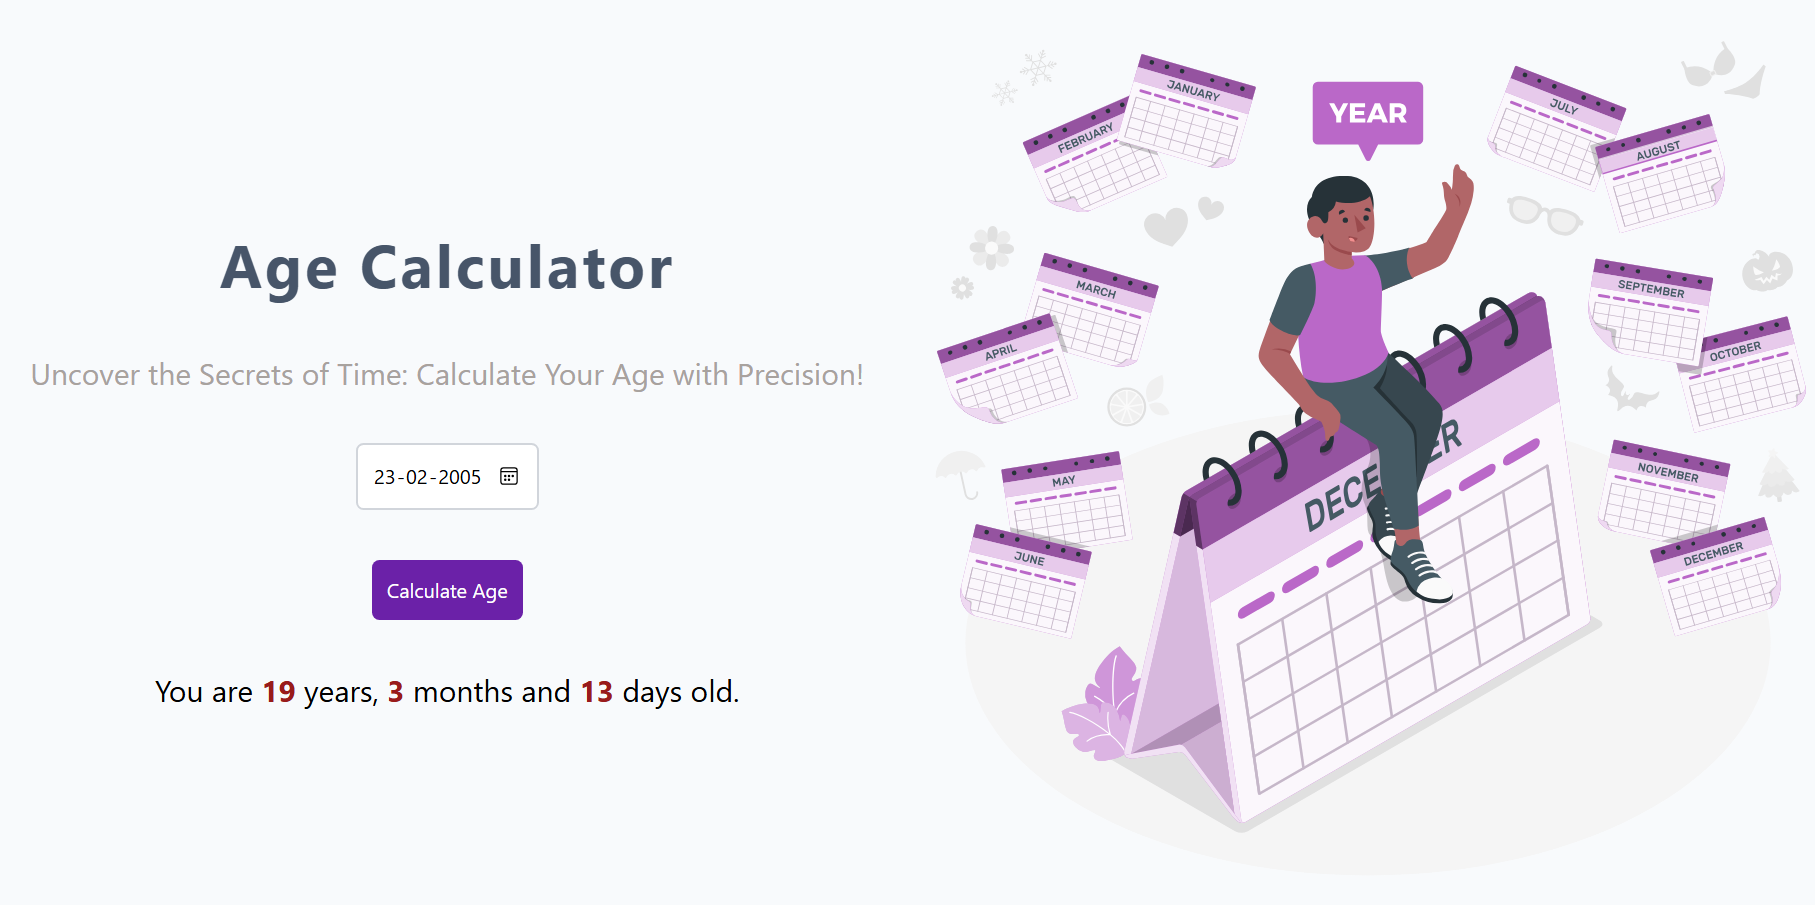 Age Calculator
Uncover the Secrets of Time: Calculate Your Age with Precision!
23-02-2005
Calculate Age
You are 19 years, 3 months and 13 days old.
YEAR
JANUARY
FEBRUARY
MARCH
APRIL
MAY
JUNE
JULY
AUGUST
SEPTEMBER
OCTOBER
NOVEMBER
DECEMBER
DECE ER